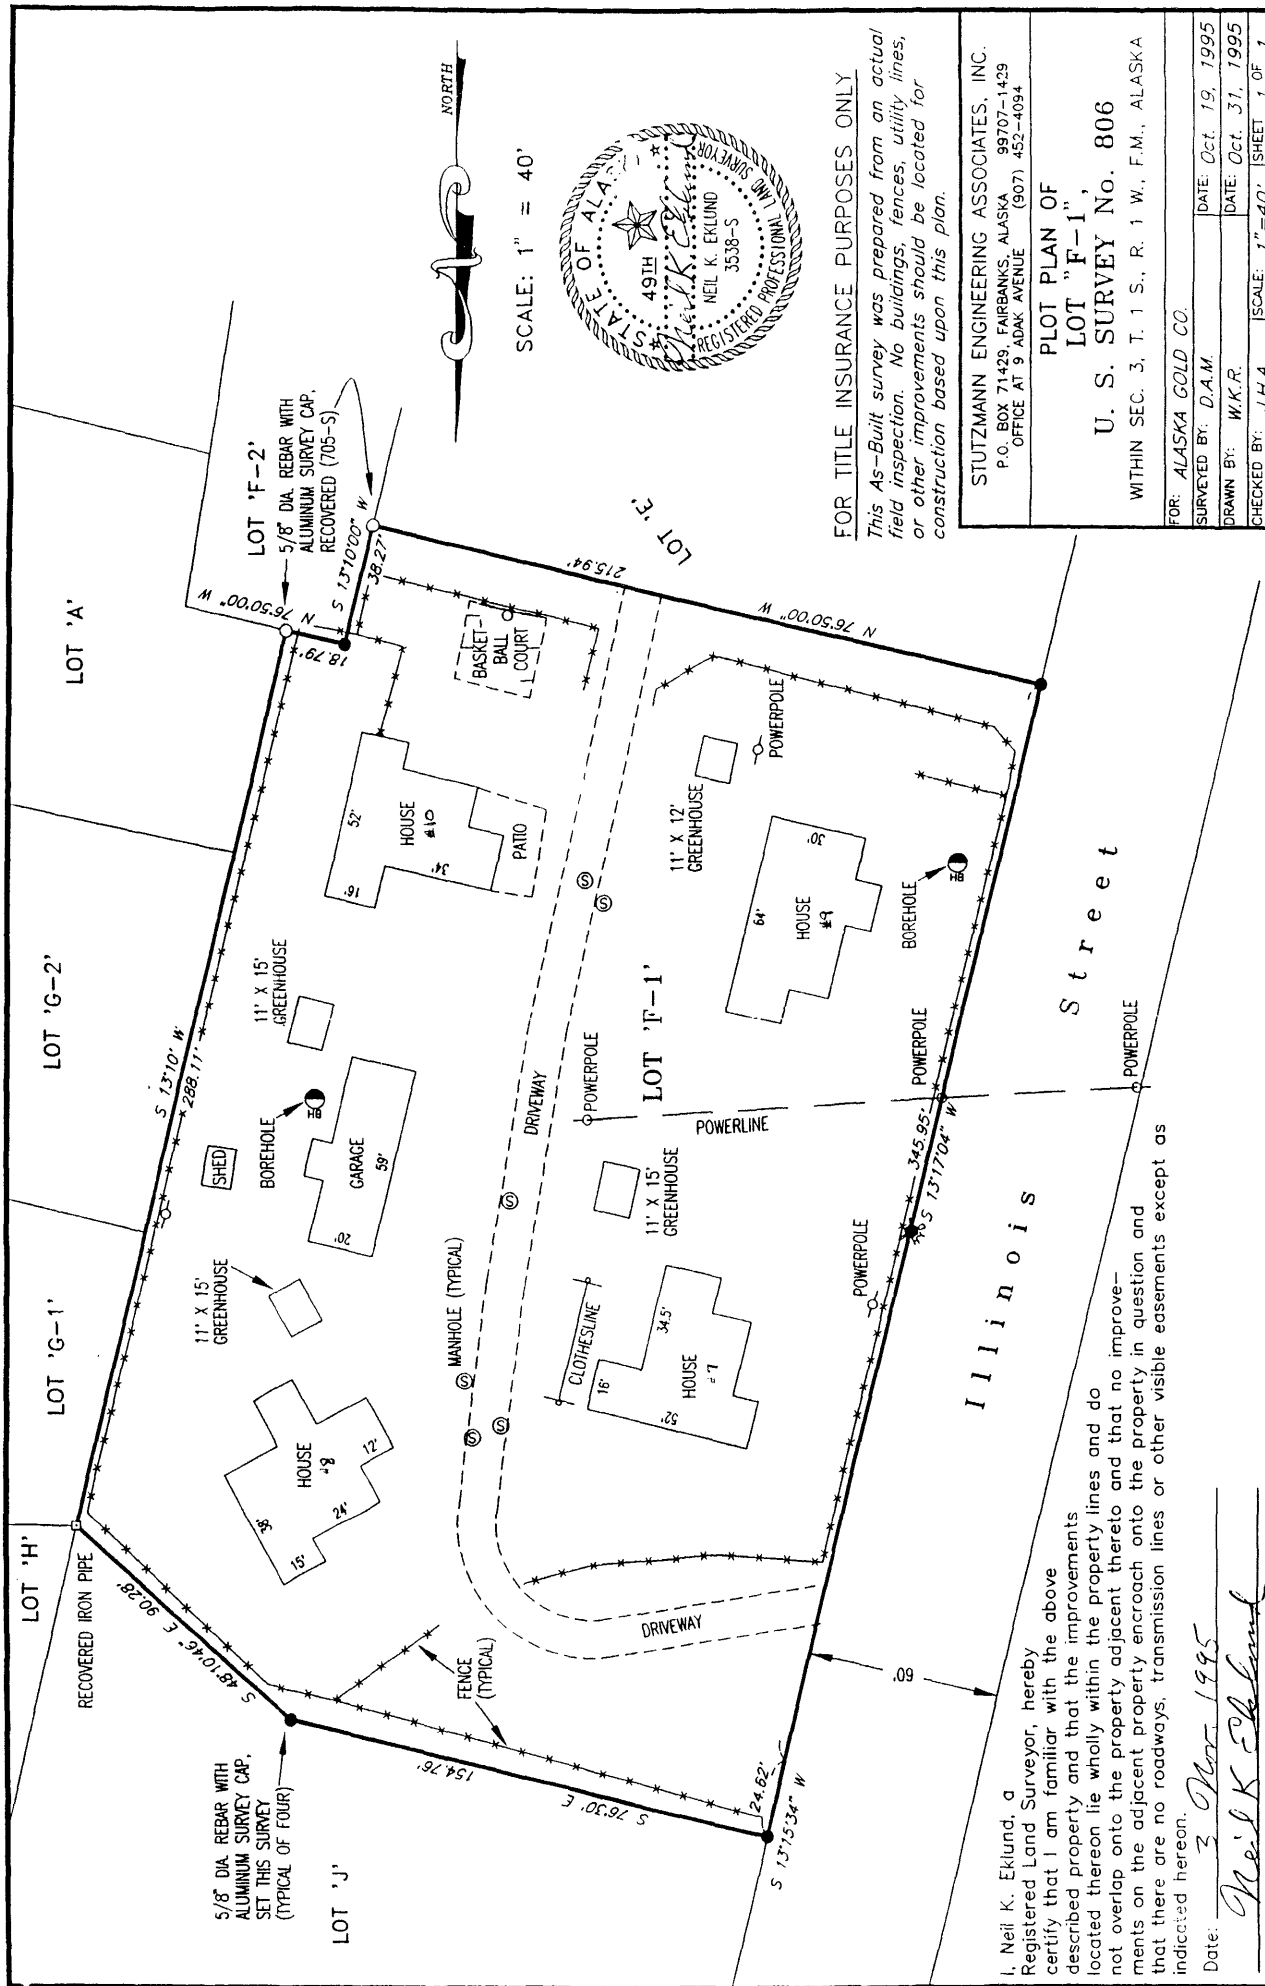 LOT 'H'
LOT 'G-1'
LOT 'G-2'
LOT 'A'
LOT 'F-2'
LOT 'J'
LOT 'E'
LOT 'F-1'
RECOVERED IRON PIPE
S 48°10'46" E 90.28'
5/8" DIA. REBAR WITH
ALUMINUM SURVEY CAP,
SET THIS SURVEY
(TYPICAL OF FOUR)
S 13°10' W
288.11'
5/8" DIA. REBAR WITH
ALUMINUM SURVEY CAP,
RECOVERED (705-S)
N 76°50'00" W
18.79'
S 13°10'00" W
38.27'
215.94'
N 76°50'00" W
154.76'
S 76°30' E
24.62'
S 13°15'34" W
345.95'
S 13°17'04" W
60'
FENCE
(TYPICAL)
HOUSE
#8
38'
15'
24'
12'
11' X 15'
GREENHOUSE
SHED
BOREHOLE
HB
GARAGE
20'
59'
11' X 15'
GREENHOUSE
HOUSE
#10
52'
16'
34'
PATIO
BASKET-
BALL
COURT
MANHOLE (TYPICAL)
S
S
S
S
S
S
DRIVEWAY
DRIVEWAY
CLOTHESLINE
HOUSE
#7
16'
34.5'
52'
11' X 15'
GREENHOUSE
POWERPOLE
POWERLINE
POWERPOLE
POWERPOLE
POWERPOLE
11' X 12'
GREENHOUSE
POWERPOLE
HOUSE
#9
64'
30'
BOREHOLE
HB
Illinois Street
NORTH
SCALE: 1" = 40'
STATE OF ALAS
49TH
Neil K Eklund
NEIL K. EKLUND
3538-S
REGISTERED PROFESSIONAL LAND SURVEYOR
FOR TITLE INSURANCE PURPOSES ONLY
This As-Built survey was prepared from an actual
field inspection. No buildings, fences, utility lines,
or other improvements should be located for
construction based upon this plan.
STUTZMANN ENGINEERING ASSOCIATES, INC.
P.O. BOX 71429, FAIRBANKS, ALASKA 99707-1429
OFFICE AT 9 ADAK AVENUE (907) 452-4094
PLOT PLAN OF
LOT "F-1",
U. S. SURVEY No. 806
WITHIN SEC. 3, T. 1 S., R. 1 W., F.M., ALASKA
FOR: ALASKA GOLD CO.
SURVEYED BY: D.A.M. DATE: Oct. 19, 1995
DRAWN BY: W.K.R. DATE: Oct. 31, 1995
CHECKED BY: J.H.A. SCALE: 1"=40' SHEET 1 OF 1
I, Neil K. Eklund, a
Registered Land Surveyor, hereby
certify that I am familiar with the above
described property and that the improvements
located thereon lie wholly within the property lines and do
not overlap onto the property adjacent thereto and that no improve-
ments on the adjacent property encroach onto the property in question and
that there are no roadways, transmission lines or other visible easements except as
indicated hereon.
Date: 3 Nov. 1995
Neil K Eklund